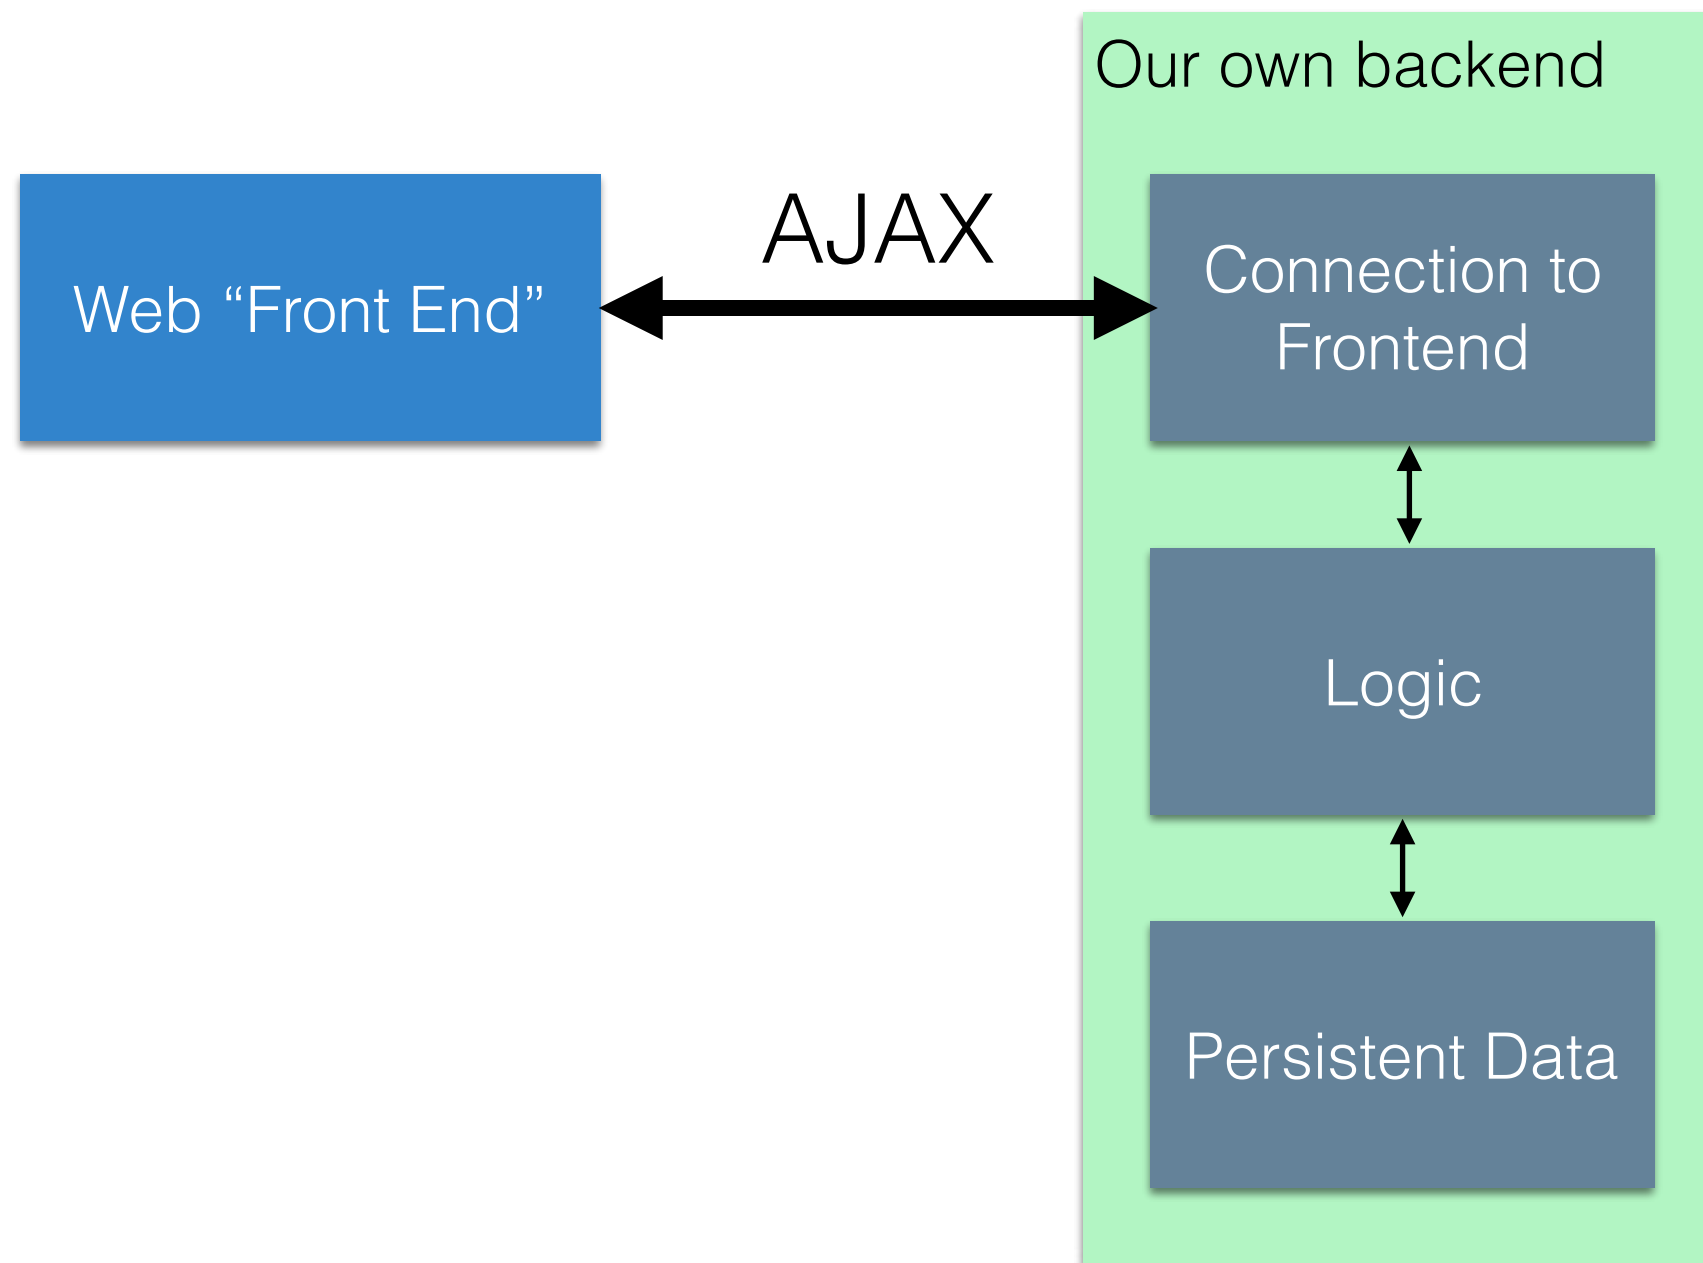 Our own backend
Web “Front End”
AJAX
Connection to
Frontend
Logic
Persistent Data